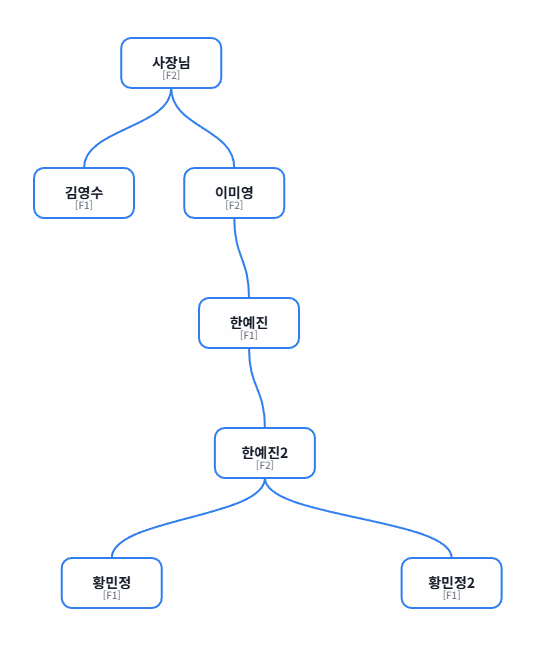 사장님
[F2]
김영수
[F1]
이미영
[F2]
한예진
[F1]
한예진2
[F2]
황민정
[F1]
황민정2
[F1]